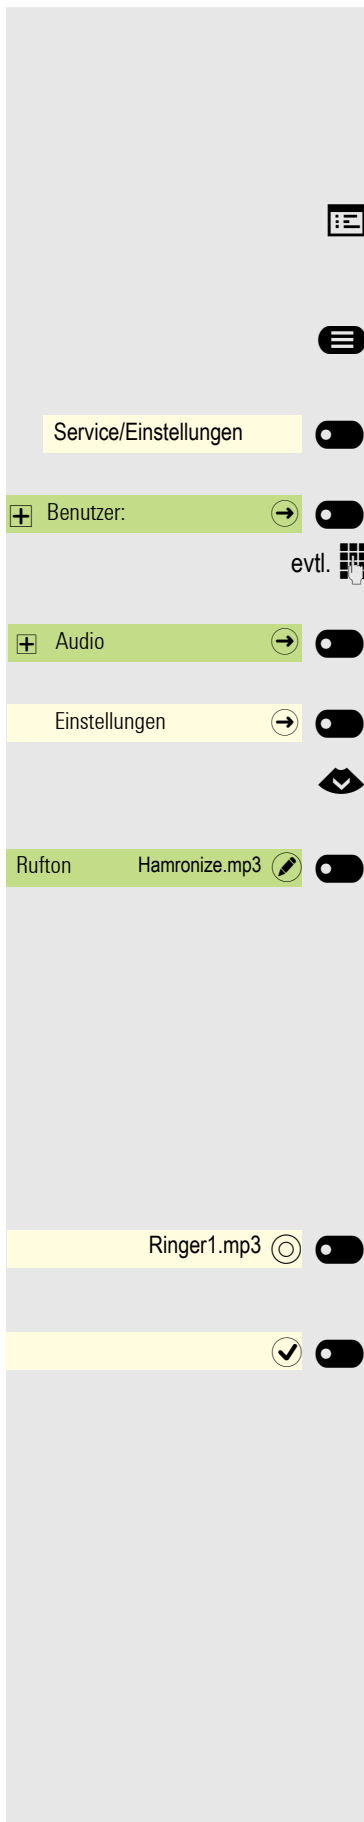 Service/Einstellungen
Benutzer:
evtl.
Audio
Einstellungen
Rufton Hamronize.mp3
Ringer1.mp3